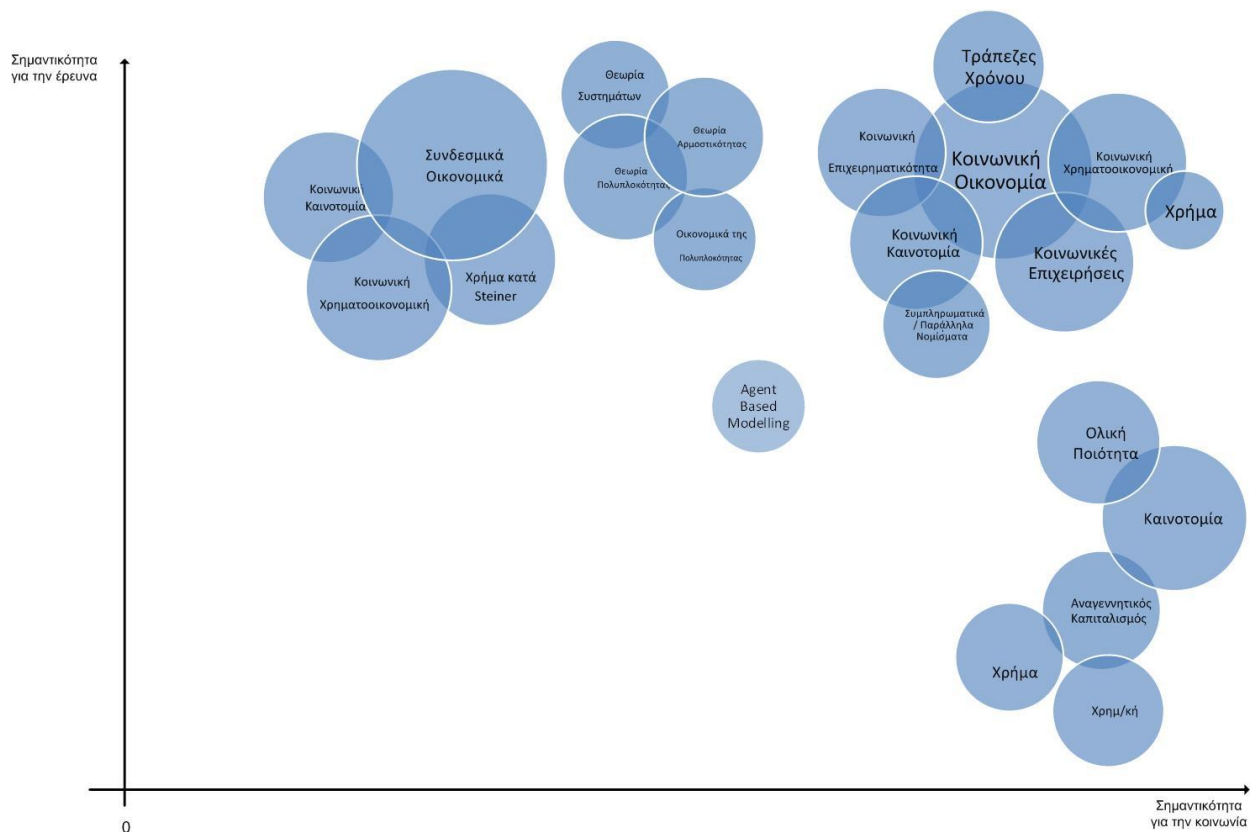 Σημαντικότητα
για την έρευνα
Συνδεσμικά
Οικονομικά
Κοινωνική
Καινοτομία
Κοινωνική
Χρηματοοικονομική
Χρήμα κατά
Steiner
Θεωρία
Συστημάτων
Θεωρία
Αρμοστικότητας
Θεωρία
Πολυπλοκότητας
Οικονομικά της
Πολυπλοκότητας
Τράπεζες
Χρόνου
Κοινωνική
Επιχειρηματικότητα
Κοινωνική
Οικονομία
Κοινωνική
Χρηματοοικονομική
Χρήμα
Κοινωνική
Καινοτομία
Κοινωνικές
Επιχειρήσεις
Συμπληρωματικά
/ Παράλληλα
Νομίσματα
Agent
Based
Modelling
Ολική
Ποιότητα
Καινοτομία
Αναγεννητικός
Καπιταλισμός
Χρήμα
Χρημ/κή
Σημαντικότητα
για την κοινωνία
0